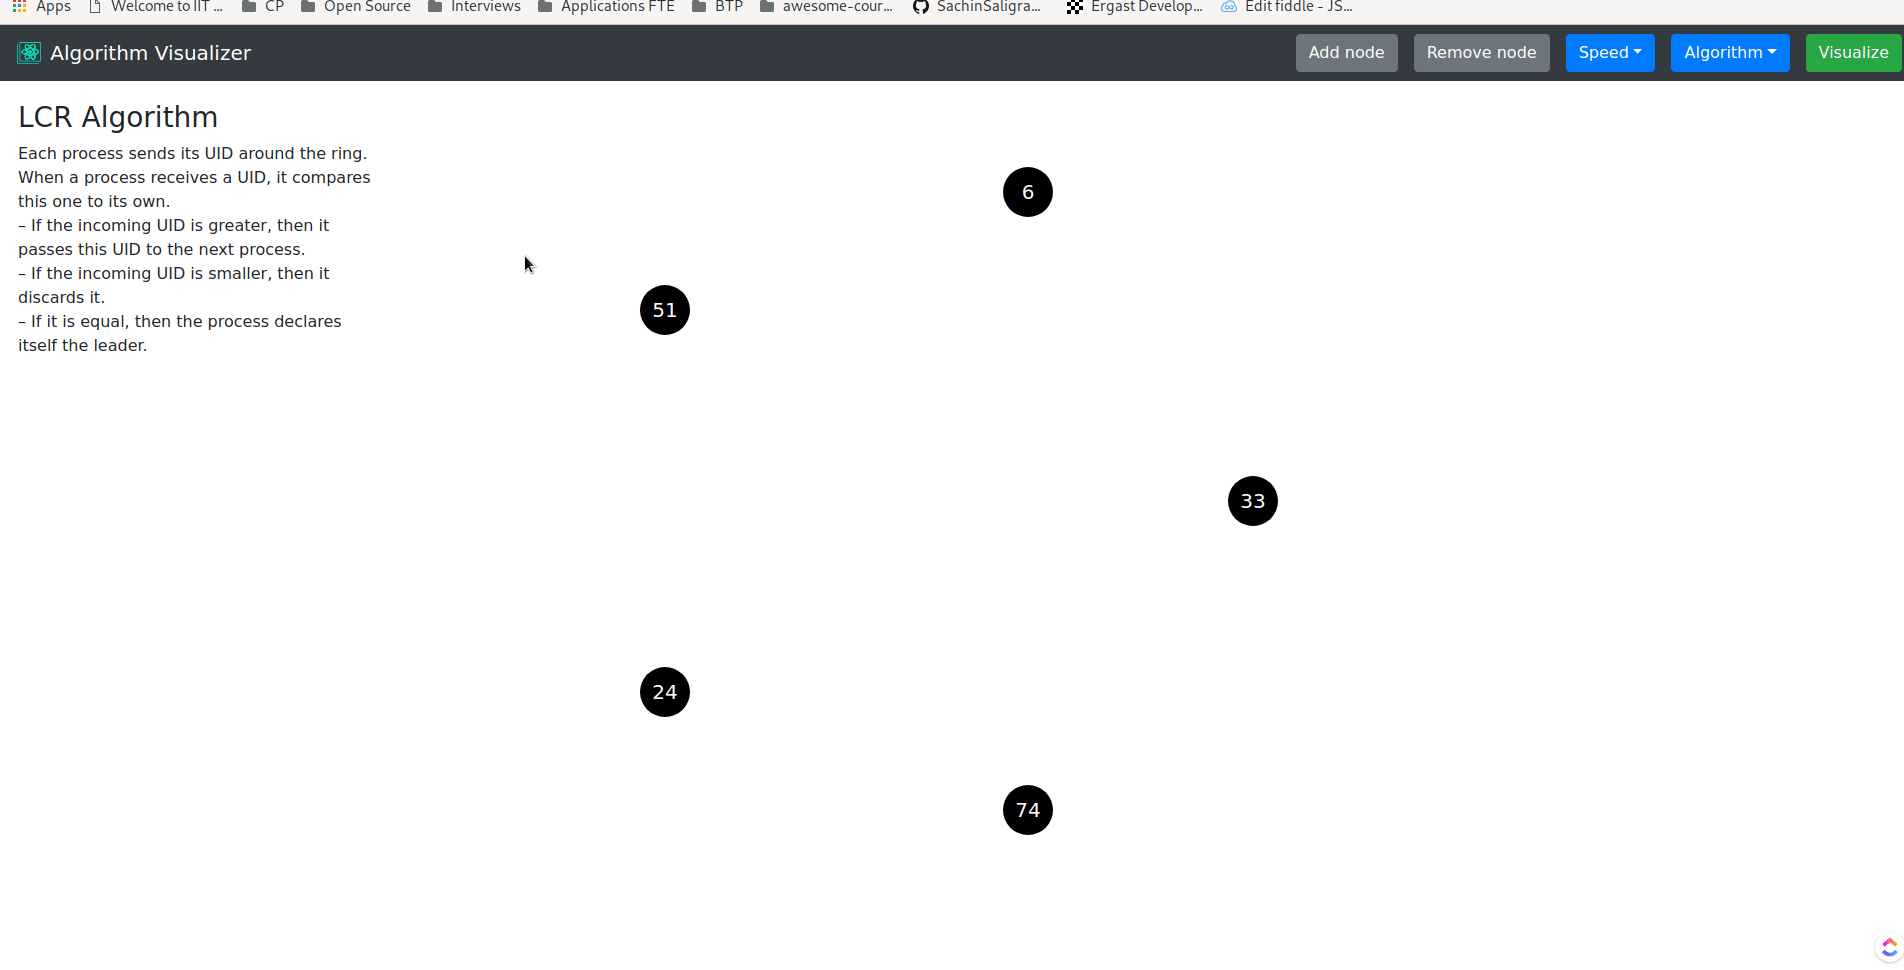 Apps Welcome to IIT ... CP Open Source Interviews Applications FTE BTP awesome-cour... SachinSaligra... Ergast Develop... Edit fiddle - JS...
Algorithm Visualizer Add node Remove node Speed Algorithm Visualize
LCR Algorithm
Each process sends its UID around the ring.
When a process receives a UID, it compares
this one to its own.
– If the incoming UID is greater, then it
passes this UID to the next process.
– If the incoming UID is smaller, then it
discards it.
– If it is equal, then the process declares
itself the leader.
6
51
33
24
74